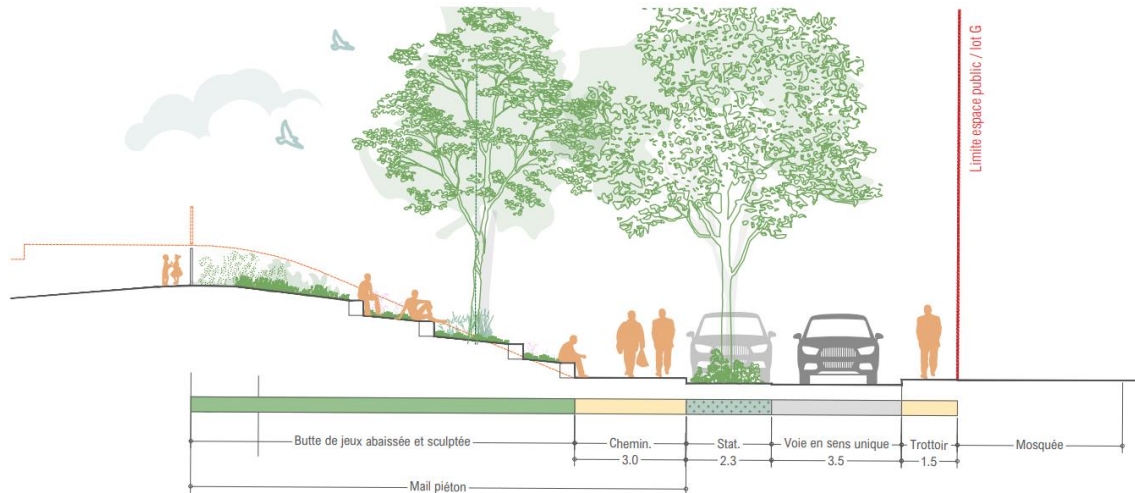 Limite espace public / lot G
Butte de jeux abaissée et sculptée
Chemin.
Stat.
Voie en sens unique
Trottoir
Mosquée
3.0
2.3
3.5
1.5
Mail piéton